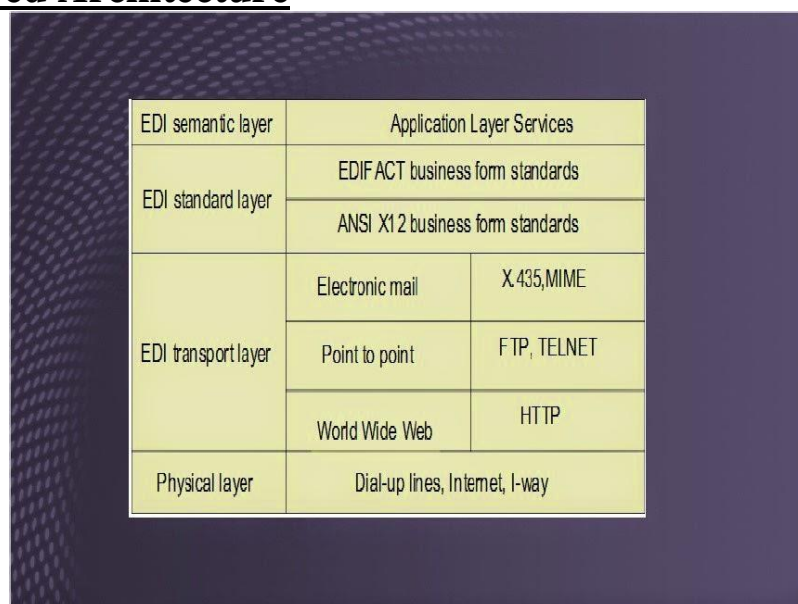 Architecture
EDI semantic layer Application Layer Services
EDI standard layer EDIFACT business form standards
ANSI X12 business form standards
EDI transport layer Electronic mail X.435,MIME
Point to point FTP, TELNET
World Wide Web HTTP
Physical layer Dial-up lines, Internet, I-way